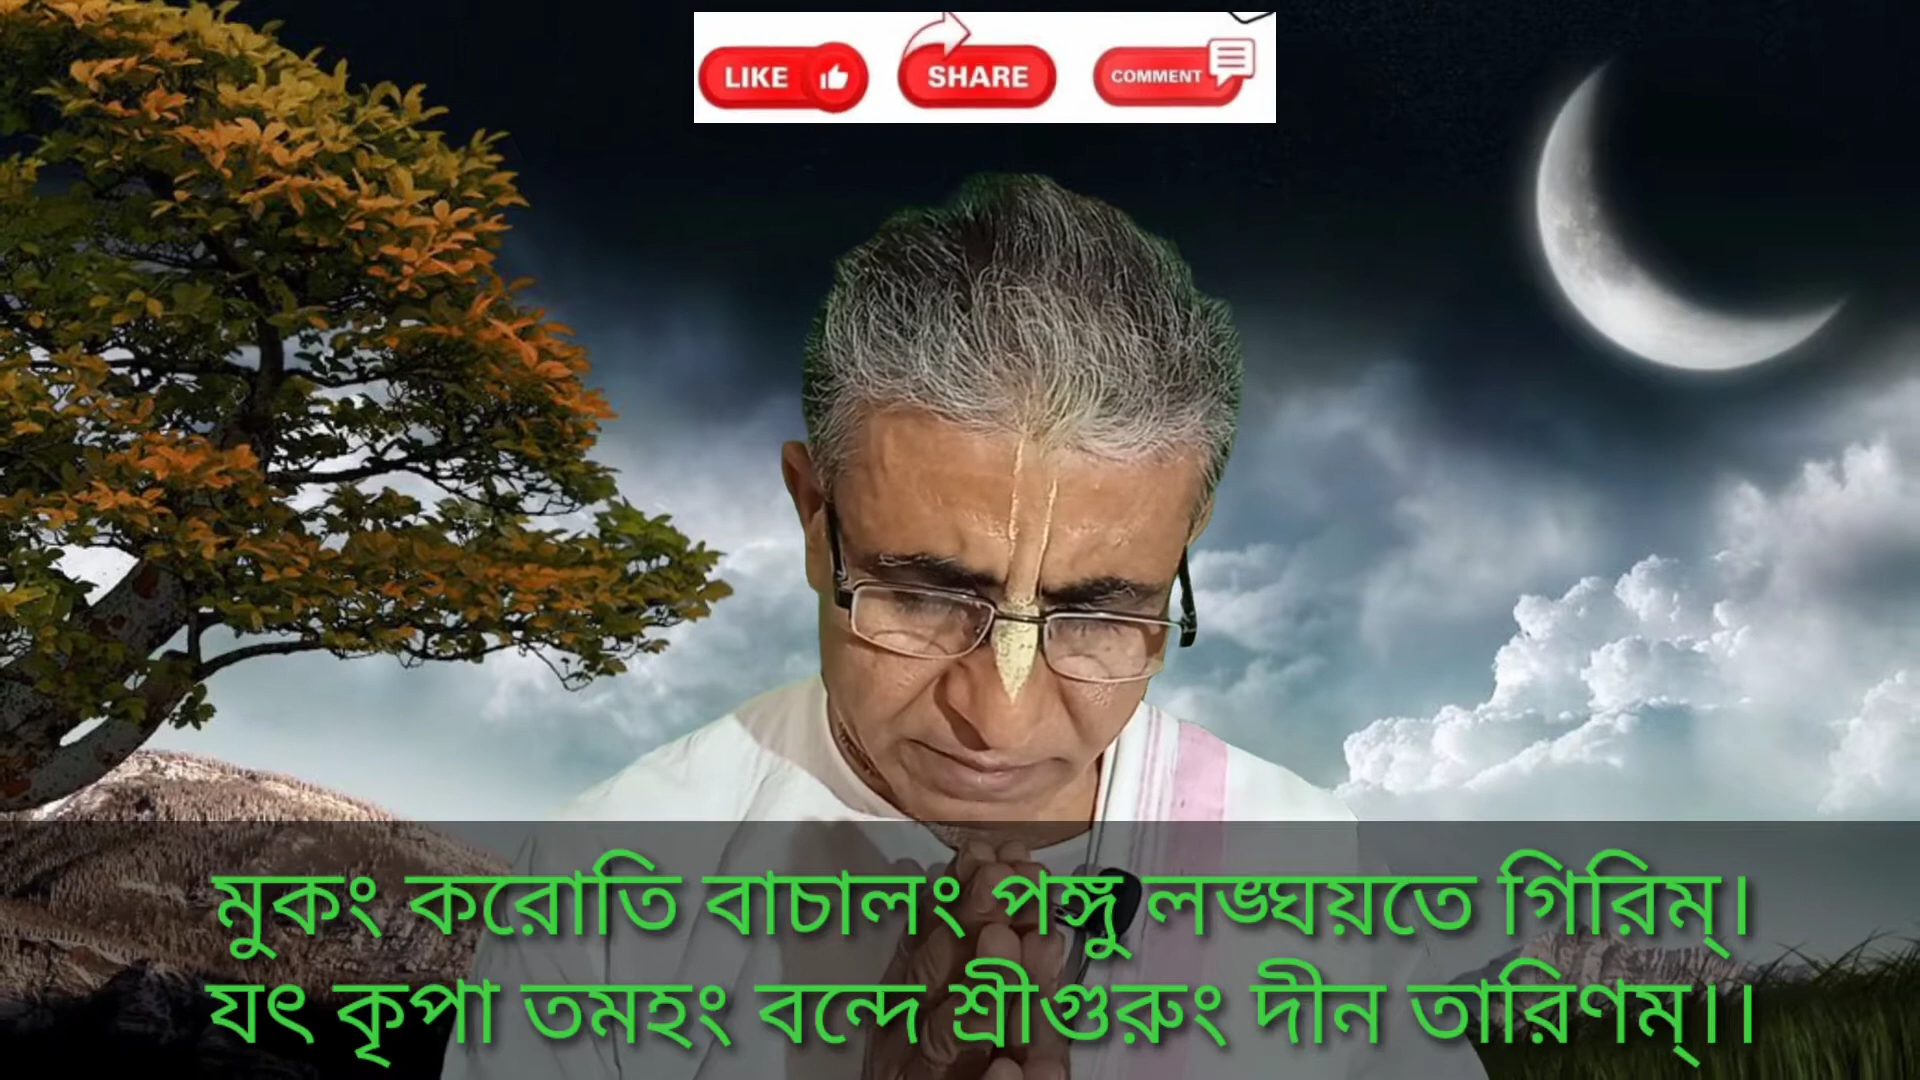 LIKE SHARE COMMENT
মুকং করোতি বাচালং পঙ্গু লঙ্ঘয়তে গিরিম্।
যৎ কৃপা তমহং বন্দে শ্রীগুরুং দীন তারিণম্।।